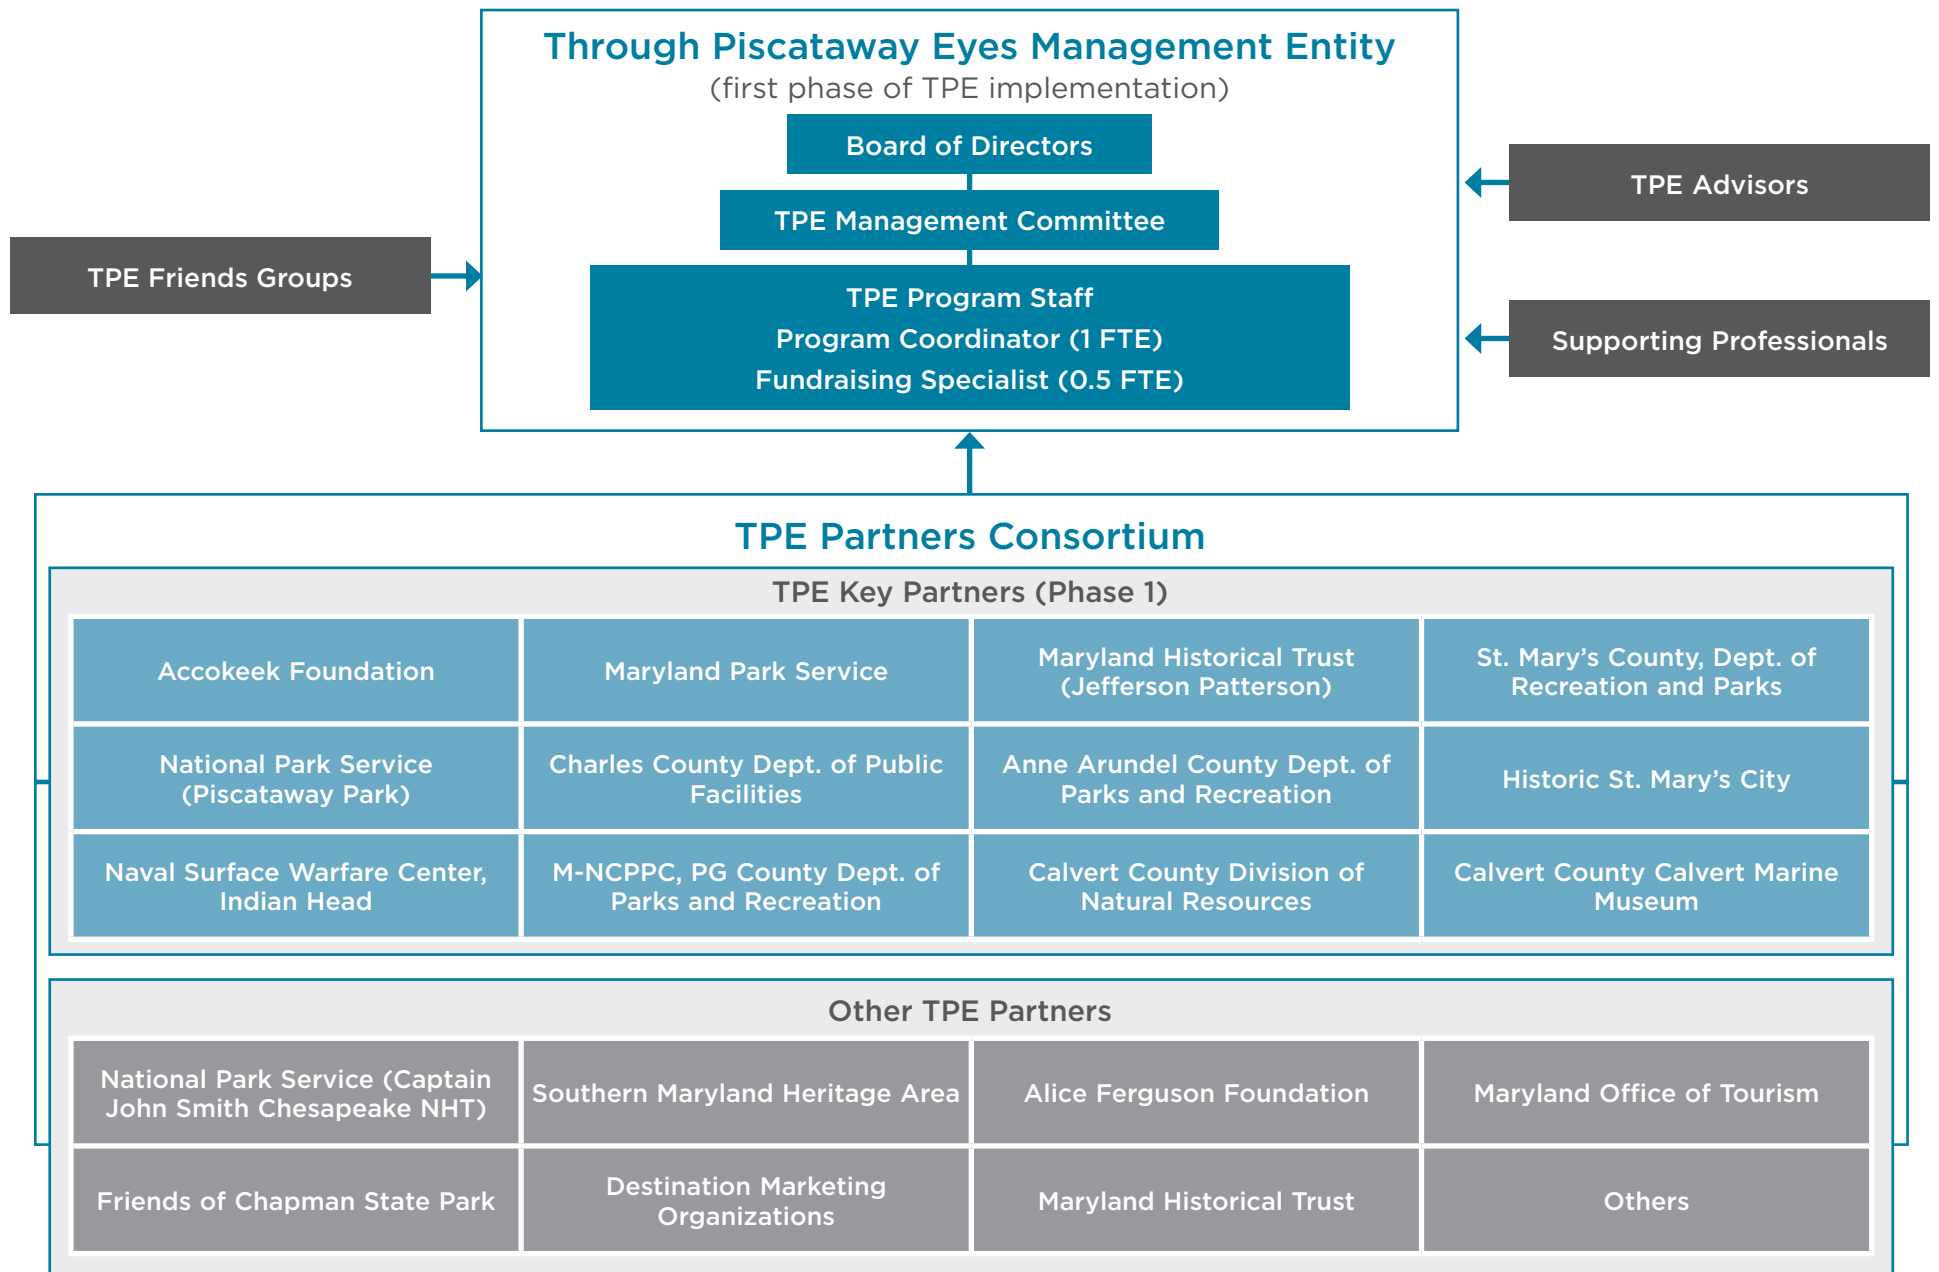 Through Piscataway Eyes Management Entity
(first phase of TPE implementation)
Board of Directors
TPE Management Committee
TPE Program Staff
Program Coordinator (1 FTE)
Fundraising Specialist (0.5 FTE)
TPE Friends Groups
TPE Advisors
Supporting Professionals
TPE Partners Consortium
TPE Key Partners (Phase 1)
Accokeek Foundation
Maryland Park Service
Maryland Historical Trust
(Jefferson Patterson)
St. Mary’s County, Dept. of
Recreation and Parks
National Park Service
(Piscataway Park)
Charles County Dept. of Public
Facilities
Anne Arundel County Dept. of
Parks and Recreation
Historic St. Mary’s City
Naval Surface Warfare Center,
Indian Head
M-NCPPC, PG County Dept. of
Parks and Recreation
Calvert County Division of
Natural Resources
Calvert County Calvert Marine
Museum
Other TPE Partners
National Park Service (Captain
John Smith Chesapeake NHT)
Southern Maryland Heritage Area
Alice Ferguson Foundation
Maryland Office of Tourism
Friends of Chapman State Park
Destination Marketing
Organizations
Maryland Historical Trust
Others